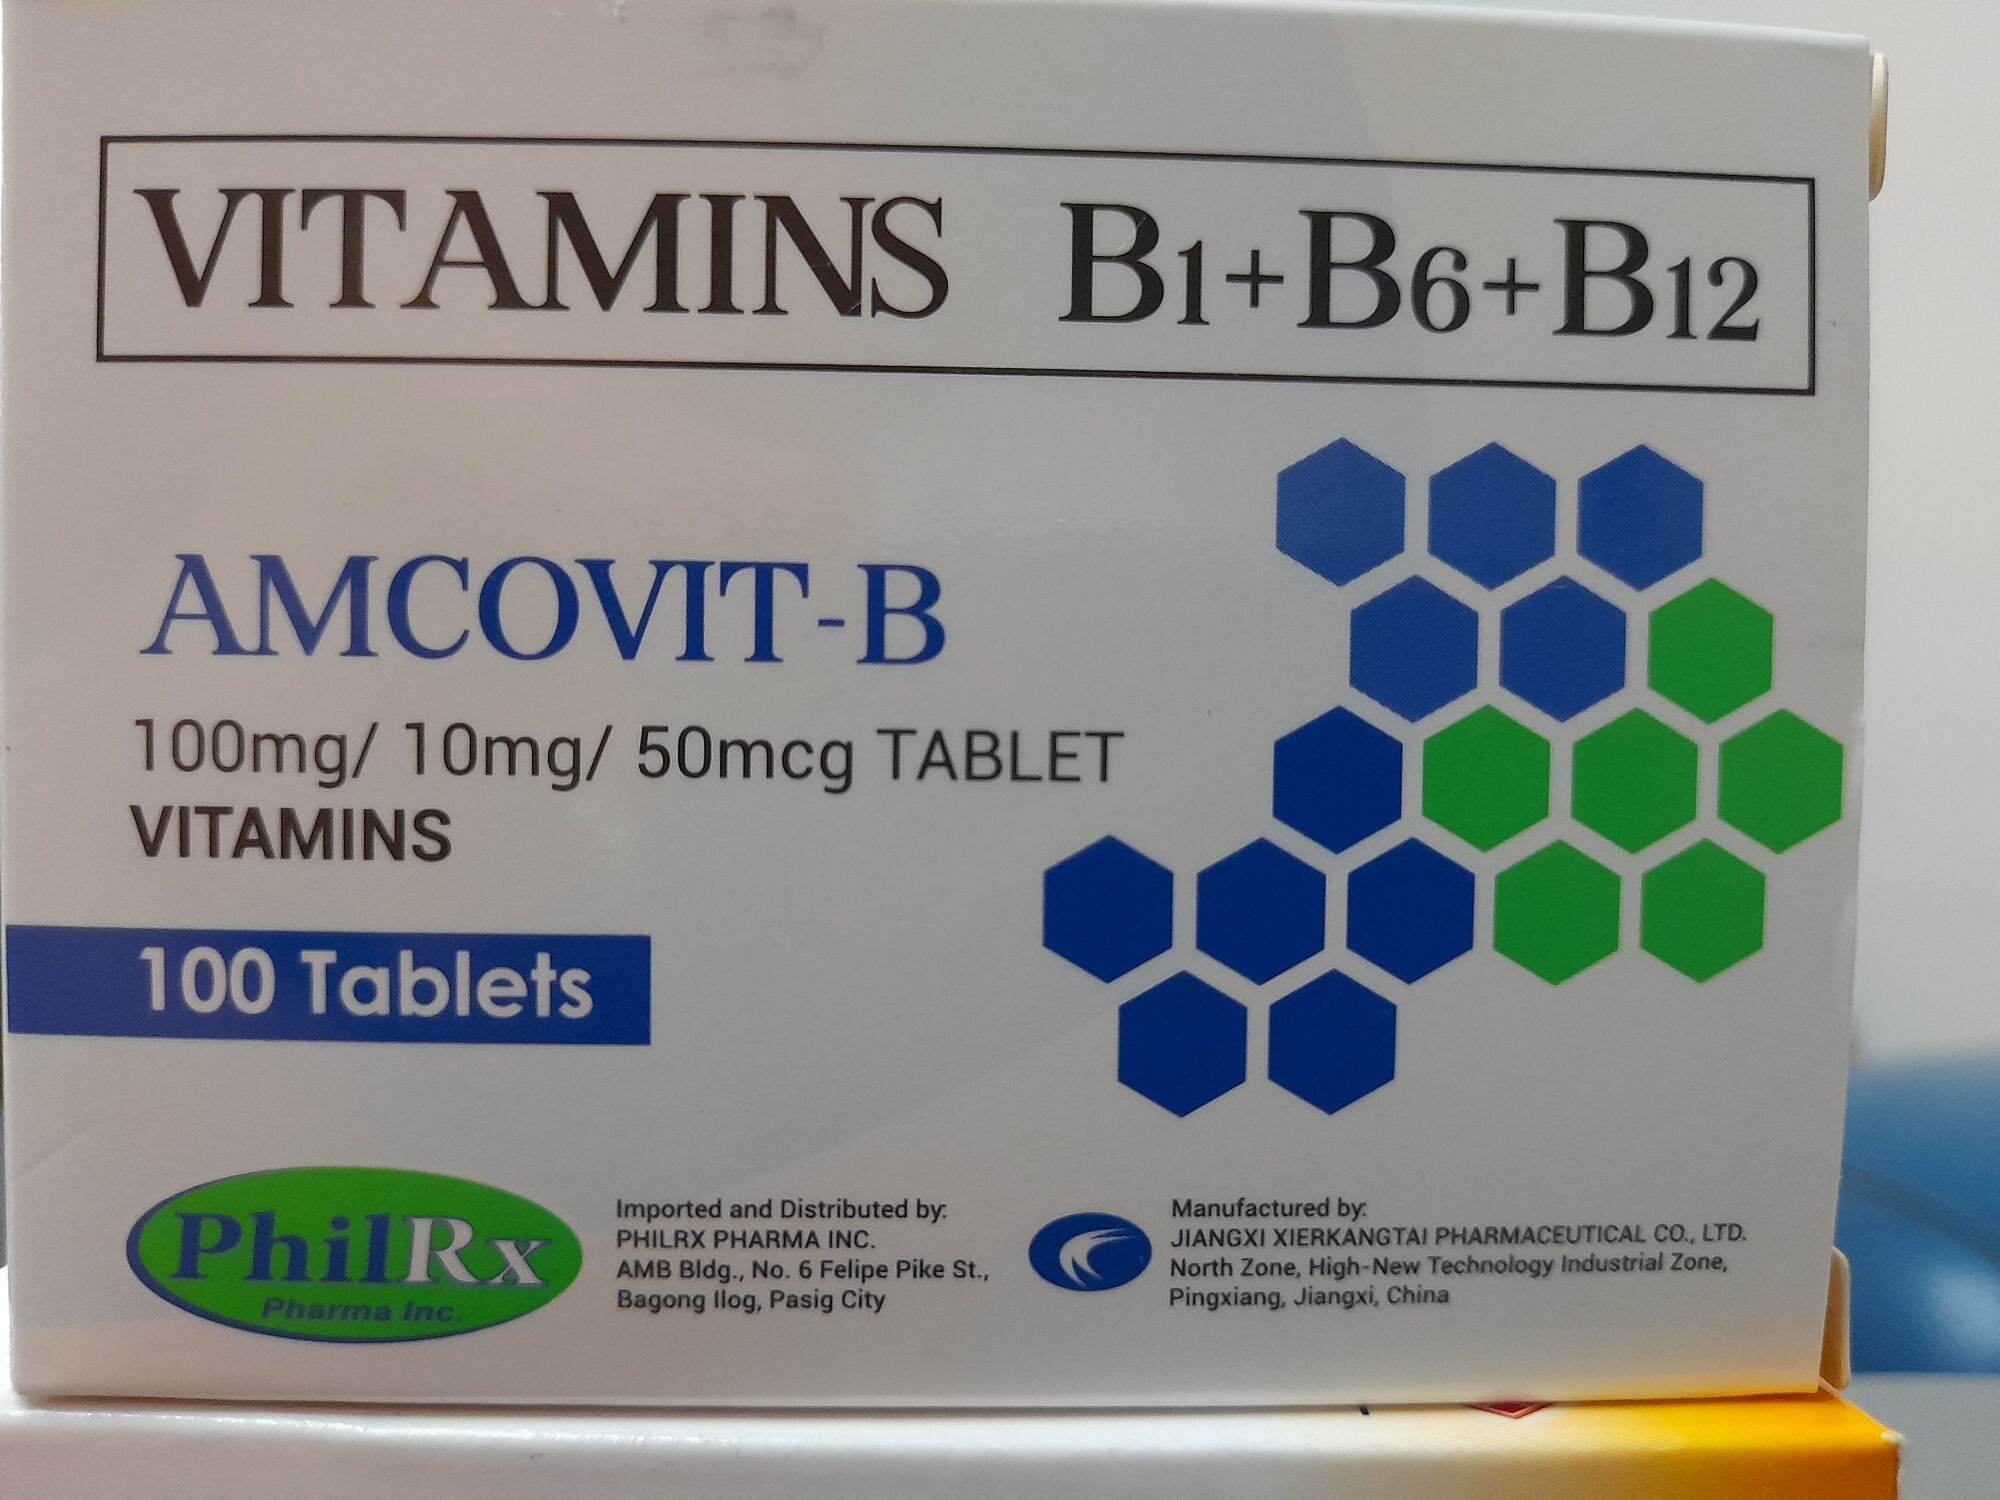 VITAMINS B1+B6+B12
AMCOVIT-B
100mg/ 10mg/ 50mcg TABLET
VITAMINS
100 Tablets
PhilRx
Pharma Inc.
Imported and Distributed by:
PHILRX PHARMA INC.
AMB Bldg., No. 6 Felipe Pike St.,
Bagong Ilog, Pasig City
Manufactured by:
JIANGXI XIERKANGTAI PHARMACEUTICAL CO., LTD.
North Zone, High-New Technology Industrial Zone,
Pingxiang, Jiangxi, China